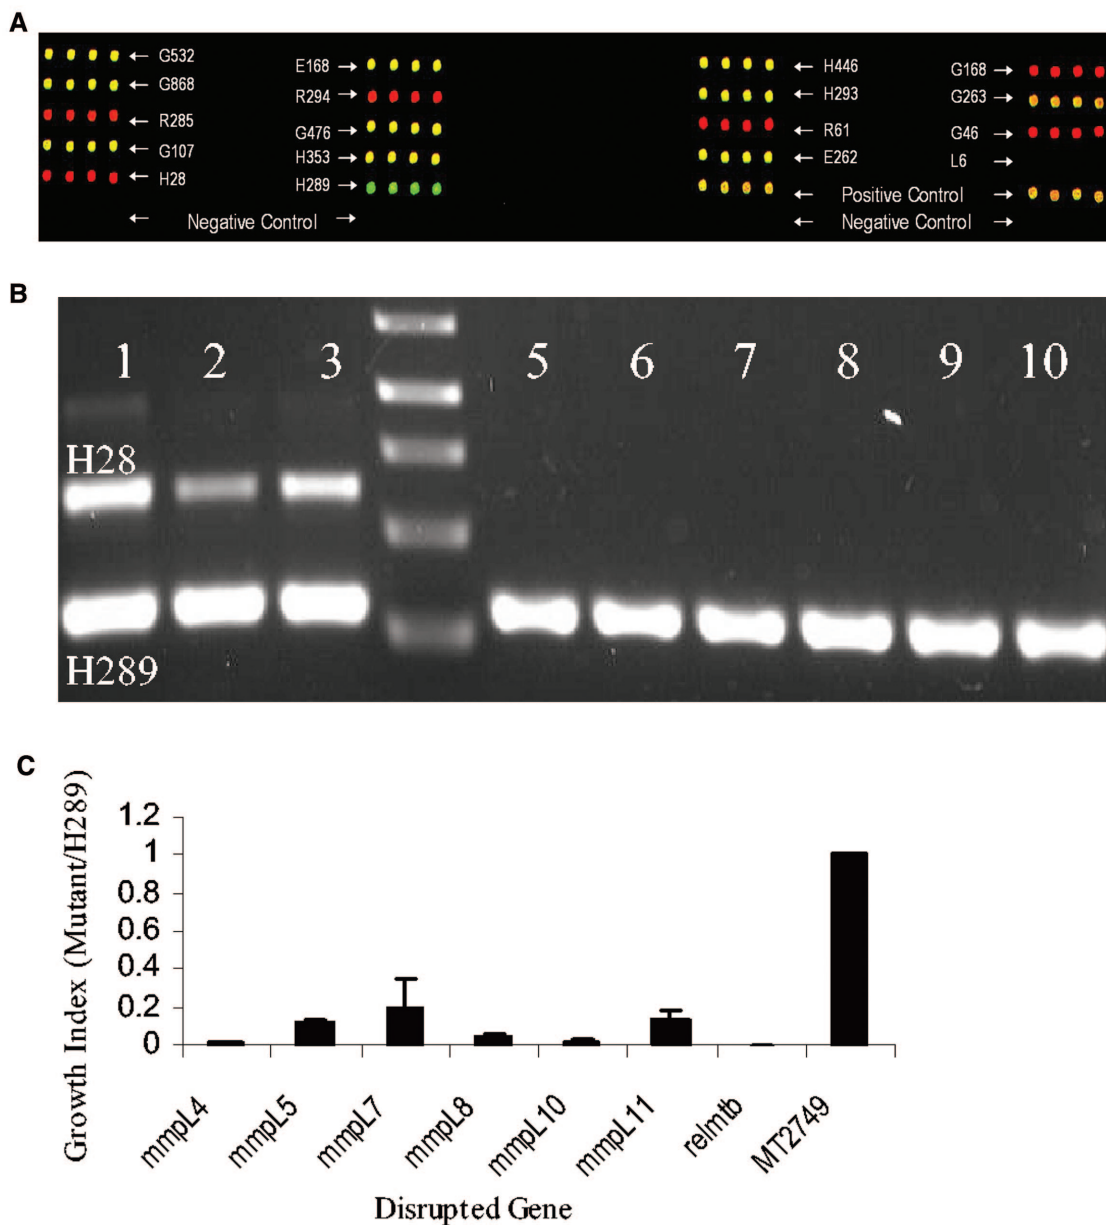 A
G532
G868
R285
G107
H28
E168
R294
G476
H353
H289
Negative Control
H446
H293
R61
E262
G168
G263
G46
L6
Positive Control
Negative Control
B
1 2 3 5 6 7 8 9 10
H28
H289
C
Growth Index (Mutant/H289)
1.2
1
0.8
0.6
0.4
0.2
0
mmpL4
mmpL5
mmpL7
mmpL8
mmpL10
mmpL11
relmtb
MT2749
Disrupted Gene